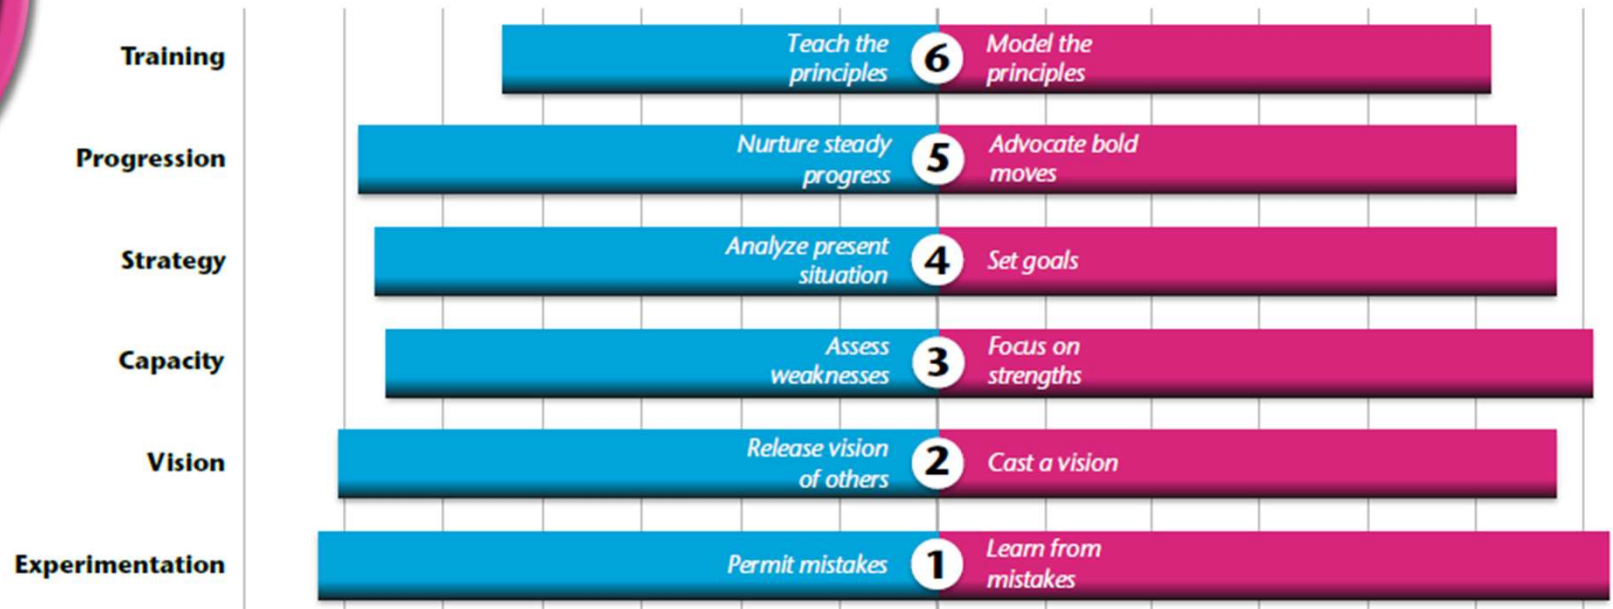 Training
Teach the
principles
6
Model the
principles
Progression
Nurture steady
progress
5
Advocate bold
moves
Strategy
Analyze present
situation
4
Set goals
Capacity
Assess
weaknesses
3
Focus on
strengths
Vision
Release vision
of others
2
Cast a vision
Experimentation
Permit mistakes
1
Learn from
mistakes